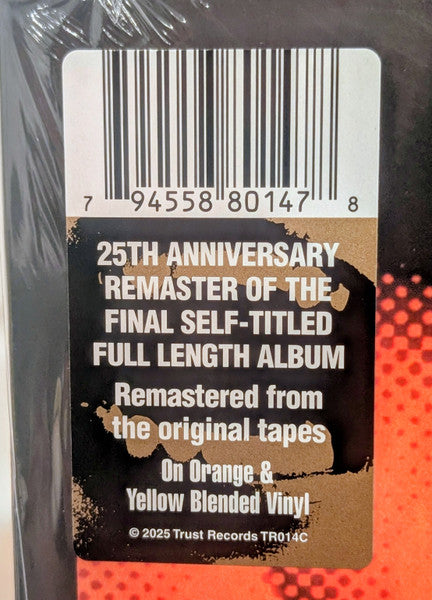 7 94558 80147 8
25TH ANNIVERSARY
REMASTER OF THE
FINAL SELF-TITLED
FULL LENGTH ALBUM
Remastered from
the original tapes
On Orange &
Yellow Blended Vinyl
© 2025 Trust Records TR014C